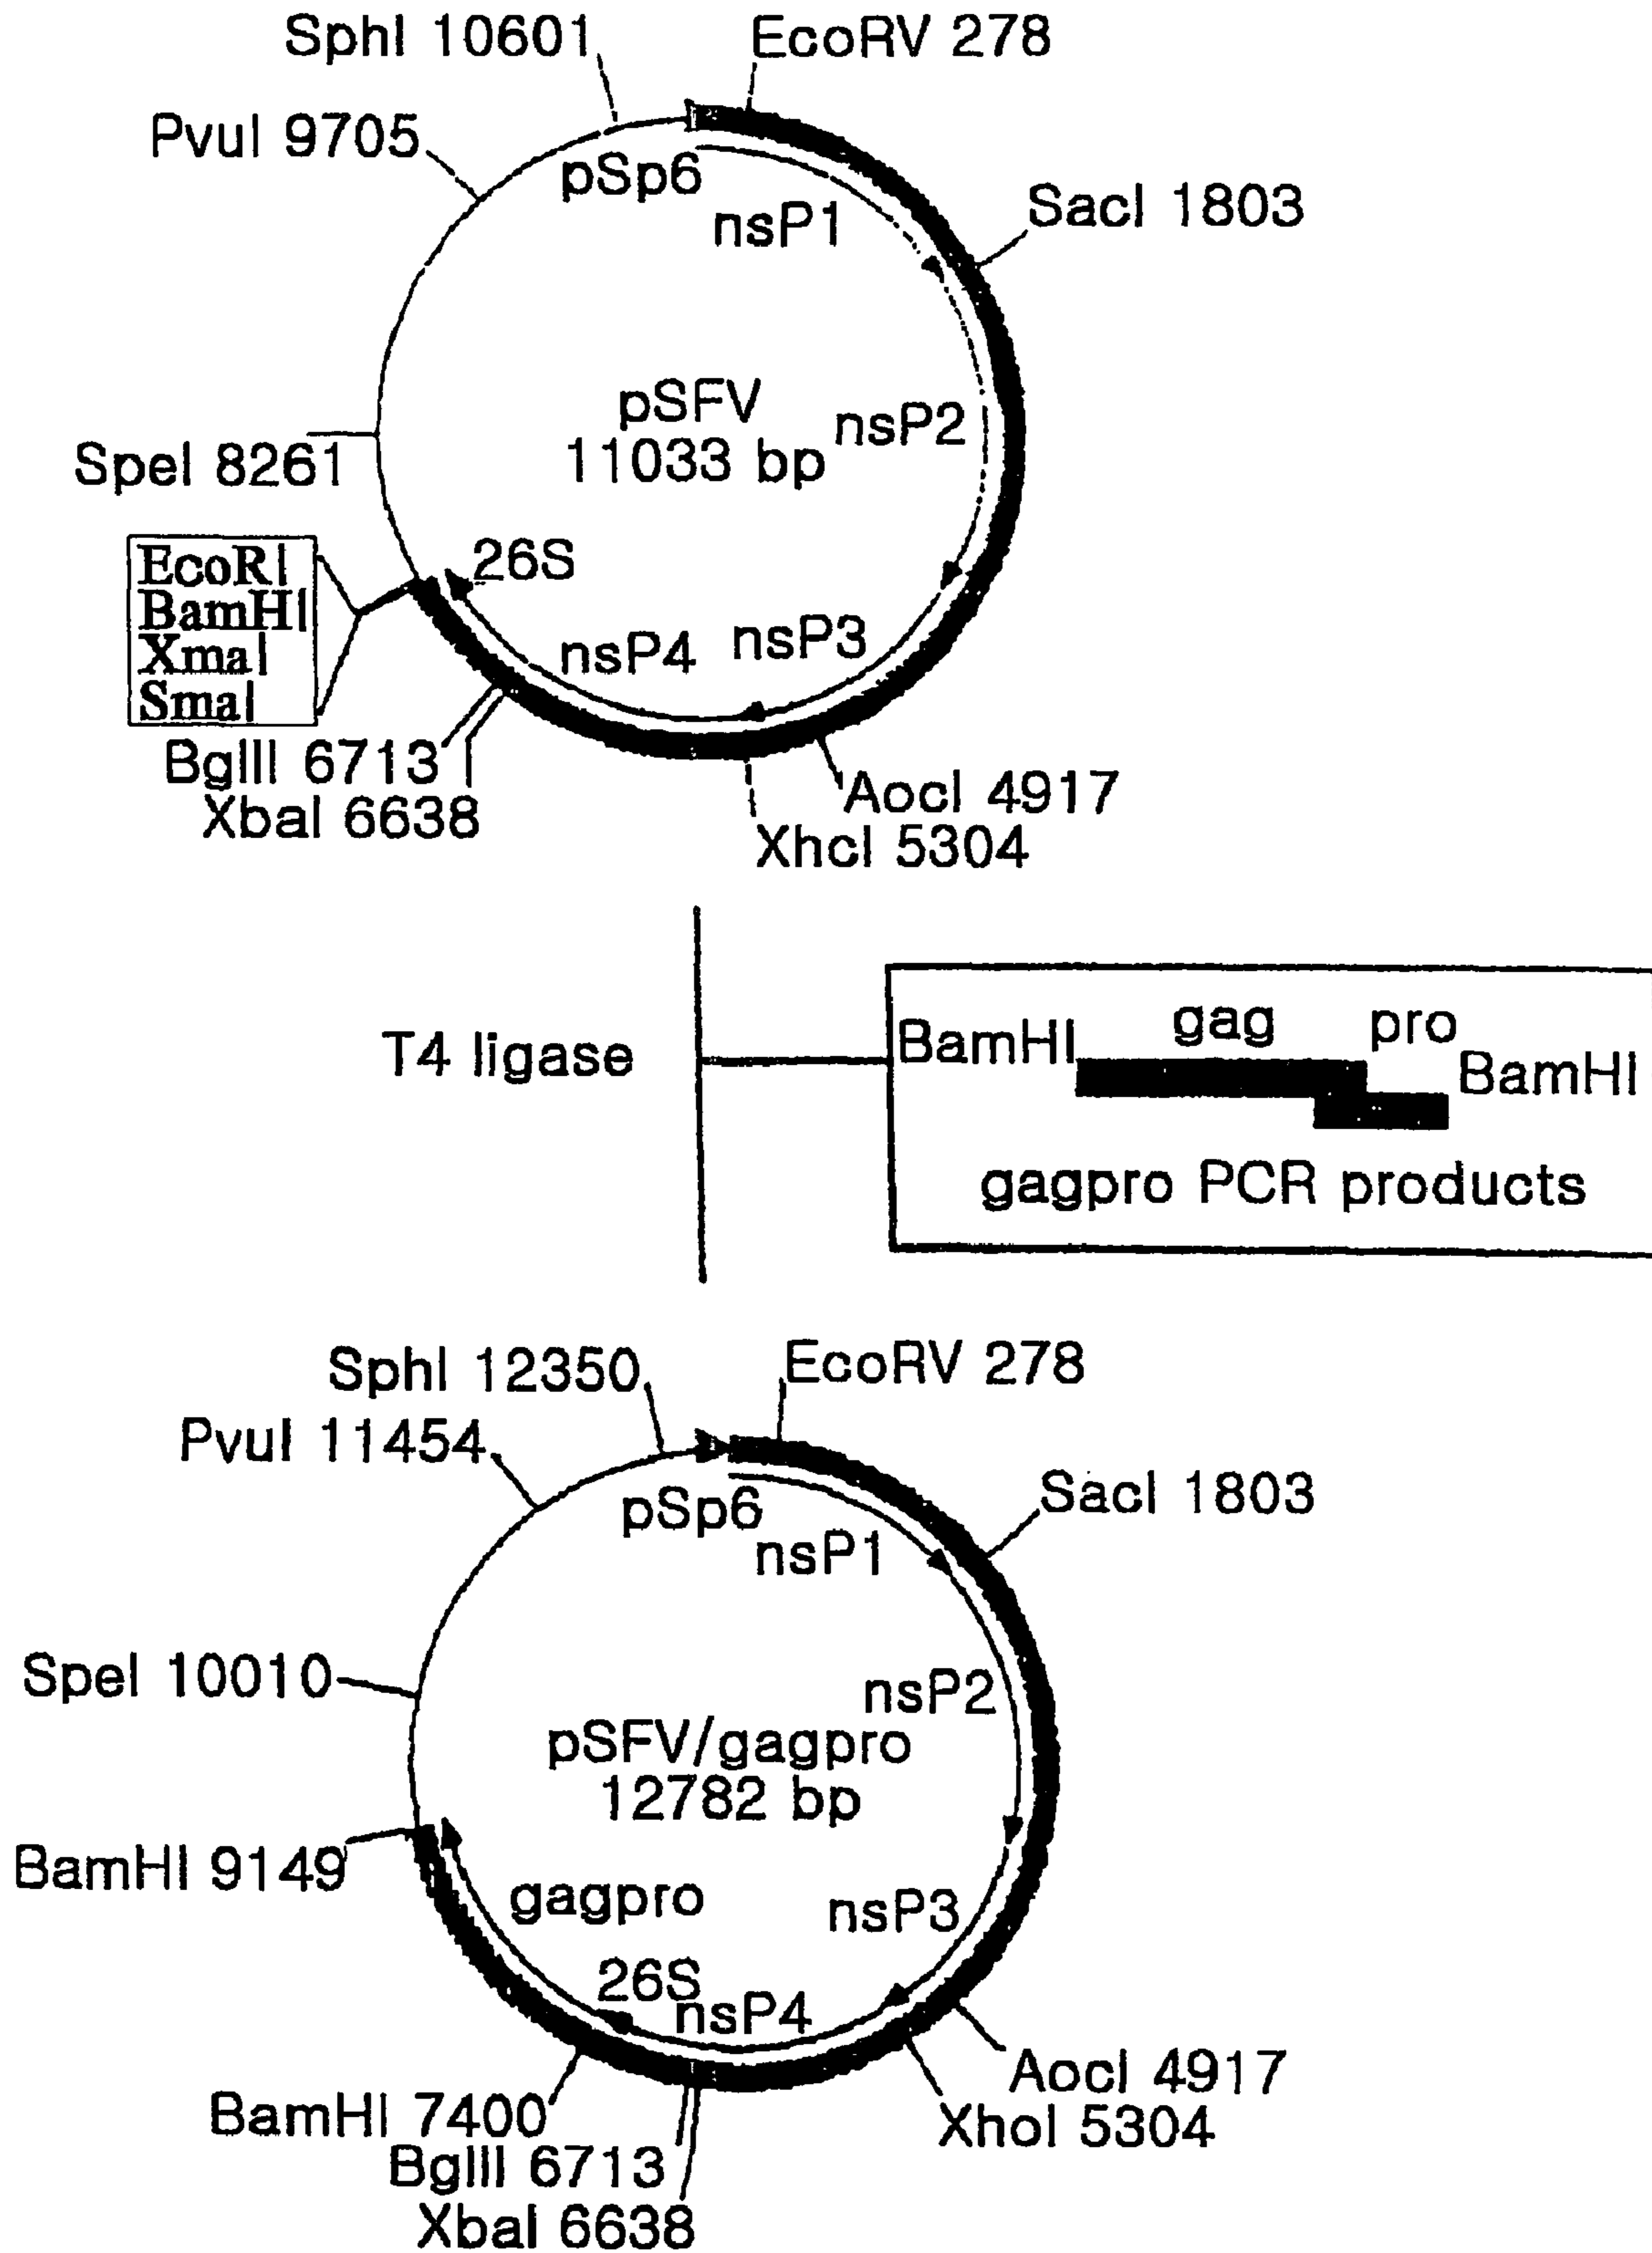 SphI 10601
EcoRV 278
PvuI 9705
pSp6
nsP1
SacI 1803
pSFV
11033 bp
nsP2
SpeI 8261
EcoRI
BamHI
XmaI
SmaI
26S
nsP4
nsP3
BglII 6713
XbaI 6638
AocI 4917
XhcI 5304
T4 ligase
BamHI
gag
pro
BamHI
gagpro PCR products
SphI 12350
EcoRV 278
PvuI 11454
pSp6
nsP1
SacI 1803
SpeI 10010
nsP2
pSFV/gagpro
12782 bp
BamHI 9149
gagpro
nsP3
26S
nsP4
BamHI 7400
BglII 6713
XbaI 6638
AocI 4917
XhoI 5304